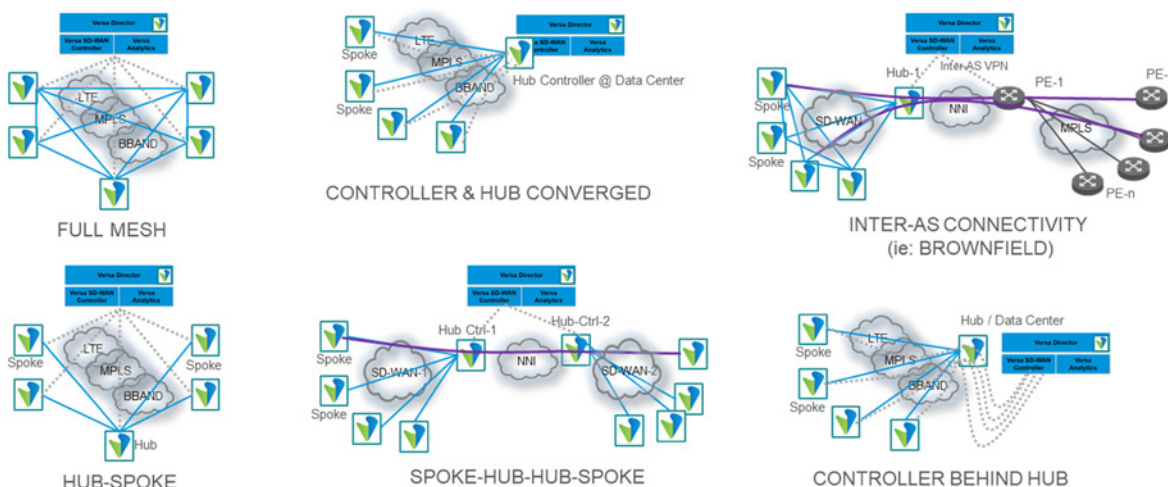 Versa Director
Versa SD-WAN Controller
Versa Analytics
LTE
MPLS
BBAND
FULL MESH
Versa Director
Versa SD-WAN Controller
Versa Analytics
Spoke
LTE
MPLS
BBAND
Hub Controller @ Data Center
Spoke
CONTROLLER & HUB CONVERGED
Versa Director
Versa SD-WAN Controller
Versa Analytics
Hub-1
Inter-AS VPN
PE-1
PE-
Spoke
SD-WAN
NNI
MPLS
Spoke
PE-n
INTER-AS CONNECTIVITY
(ie: BROWNFIELD)
Versa Director
Versa SD-WAN Controller
Versa Analytics
Spoke
LTE
MPLS
BBAND
Spoke
Hub
HUB-SPOKE
Versa Director
Versa SD-WAN Controller
Versa Analytics
Hub Ctrl-1
Hub-Ctrl-2
Spoke
SD-WAN-1
NNI
SD-WAN-2
Spoke
SPOKE-HUB-HUB-SPOKE
Hub / Data Center
Versa Director
Versa SD-WAN Controller
Versa Analytics
Spoke
LTE
MPLS
BBAND
Spoke
CONTROLLER BEHIND HUB